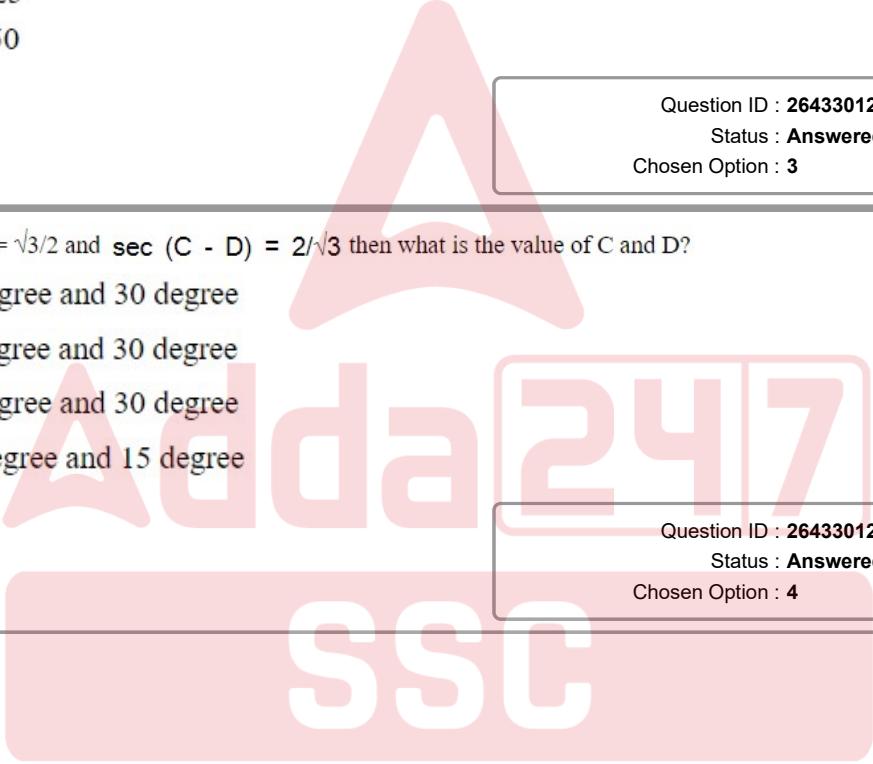 50
Question ID : 26433012
Status : Answered
Chosen Option : 3
= √3/2 and sec (C - D) = 2/√3 then what is the value of C and D?
gree and 30 degree
gree and 30 degree
gree and 30 degree
egree and 15 degree
Adda247
Question ID : 26433012
Status : Answered
Chosen Option : 4
SSC